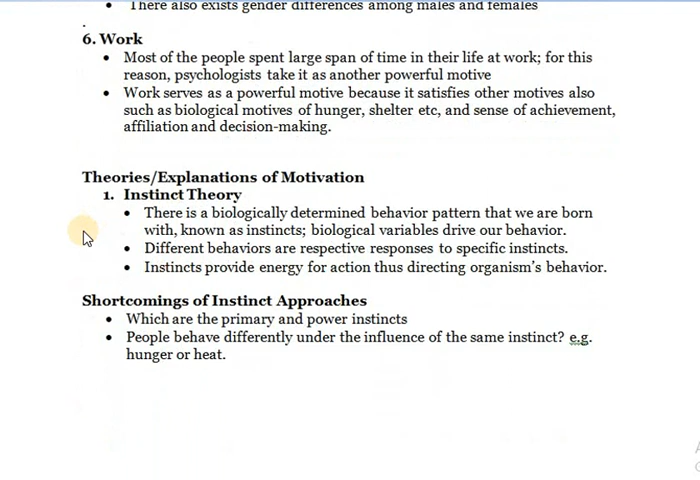 • There also exists gender differences among males and females
.
6. Work
• Most of the people spent large span of time in their life at work; for this
reason, psychologists take it as another powerful motive
• Work serves as a powerful motive because it satisfies other motives also
such as biological motives of hunger, shelter etc, and sense of achievement,
affiliation and decision-making.
Theories/Explanations of Motivation
1. Instinct Theory
• There is a biologically determined behavior pattern that we are born
with, known as instincts; biological variables drive our behavior.
• Different behaviors are respective responses to specific instincts.
• Instincts provide energy for action thus directing organism's behavior.
Shortcomings of Instinct Approaches
• Which are the primary and power instincts
• People behave differently under the influence of the same instinct? e.g.
hunger or heat.